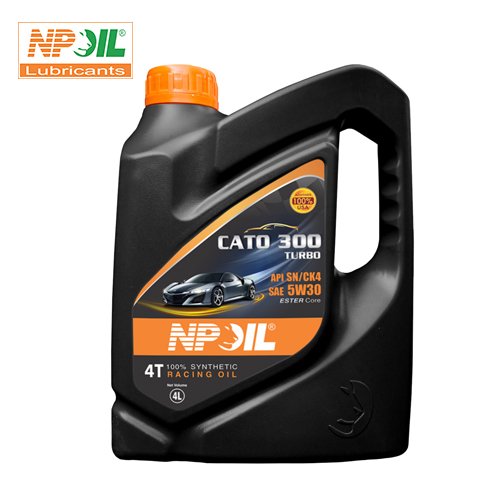 NPOIL®
Lubricants
100%
USA
CATO 300
TURBO
API SN/CK4
SAE 5W30
ESTER Core
NPOIL®
4T 100% SYNTHETIC
RACING OIL
Net Volume
4L